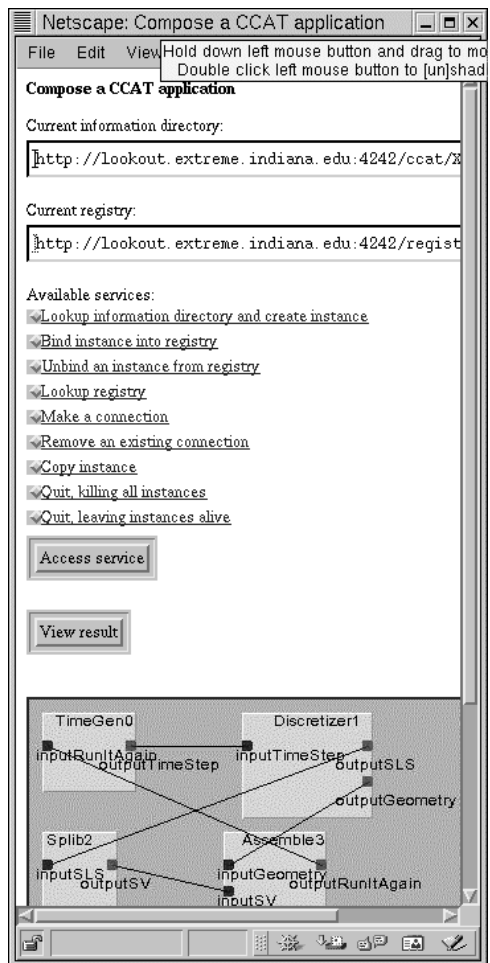 Netscape: Compose a CCAT application
File Edit View
Hold down left mouse button and drag to mo
Double click left mouse button to [un]shad
Compose a CCAT application
Current information directory:
http://lookout.extreme.indiana.edu:4242/ccat/X
Current registry:
http://lookout.extreme.indiana.edu:4242/regist
Available services:
Lookup information directory and create instance
Bind instance into registry
Unbind an instance from registry
Lookup registry
Make a connection
Remove an existing connection
Copy instance
Quit, killing all instances
Quit, leaving instances alive
Access service
View result
TimeGen0 Discretizer1
inputRunItAgain inputTimeStep
outputTimeStep outputSLS
outputGeometry
Splib2 Assemble3
inputSLS inputGeometry
outputSV outputRunItAgain
inputSV